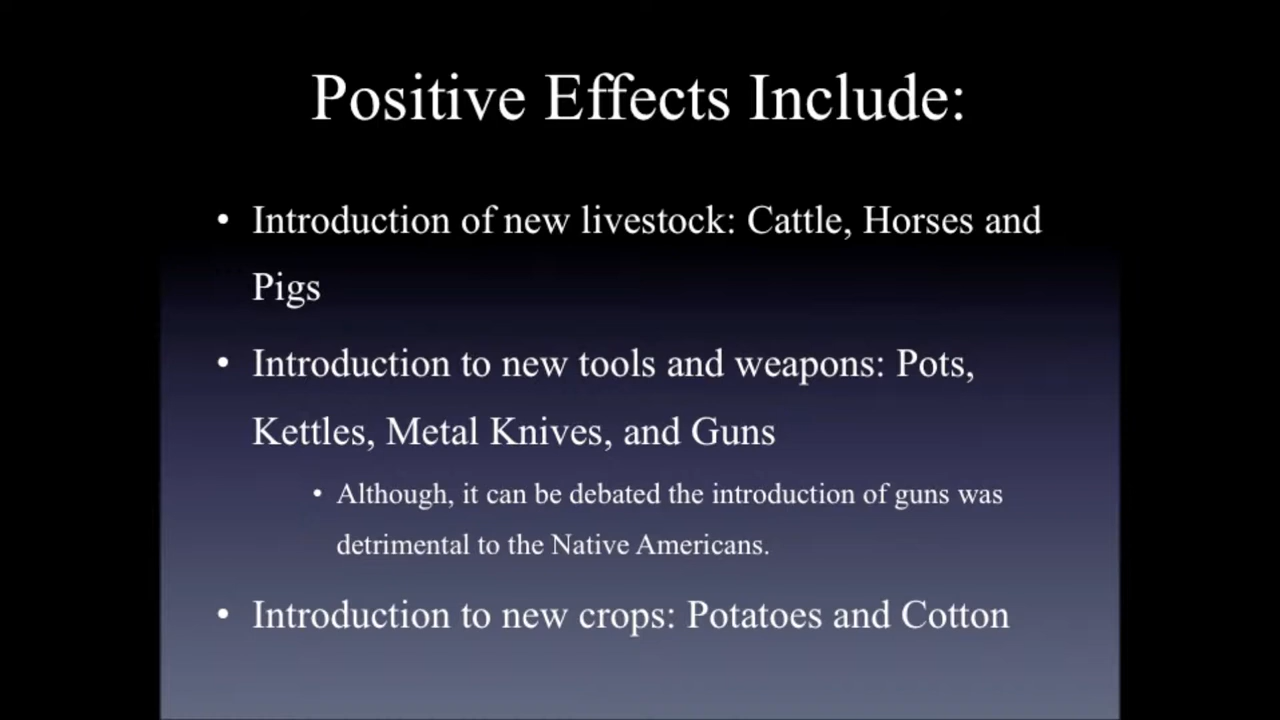 Positive Effects Include:
• Introduction of new livestock: Cattle, Horses and
Pigs
• Introduction to new tools and weapons: Pots,
Kettles, Metal Knives, and Guns
• Although, it can be debated the introduction of guns was
detrimental to the Native Americans.
• Introduction to new crops: Potatoes and Cotton